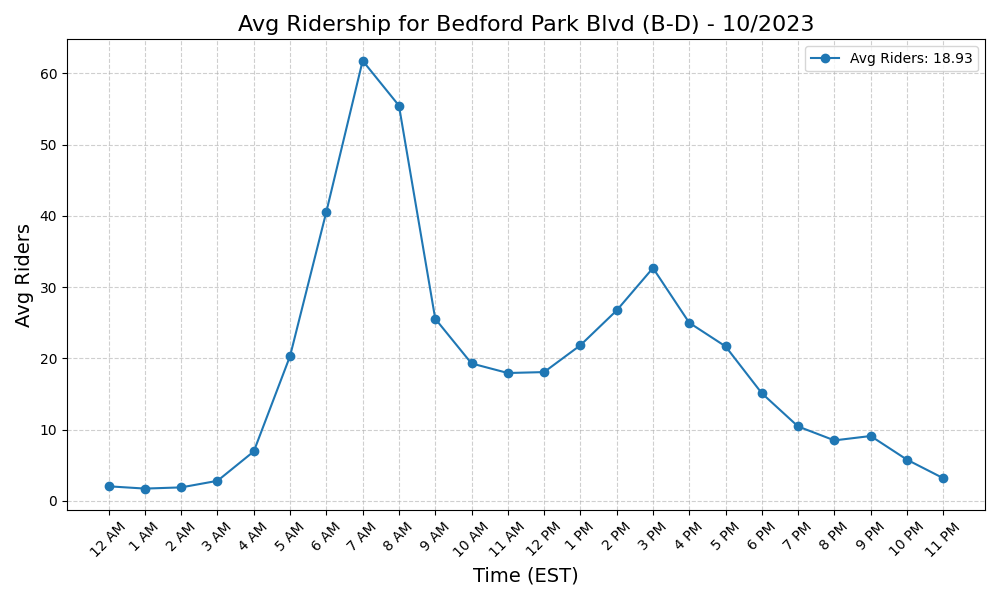 Avg Ridership for Bedford Park Blvd (B-D) - 10/2023
Avg Riders: 18.93
Avg Riders
60
50
40
30
20
10
0
12 AM 1 AM 2 AM 3 AM 4 AM 5 AM 6 AM 7 AM 8 AM 9 AM 10 AM 11 AM 12 PM 1 PM 2 PM 3 PM 4 PM 5 PM 6 PM 7 PM 8 PM 9 PM 10 PM 11 PM
Time (EST)